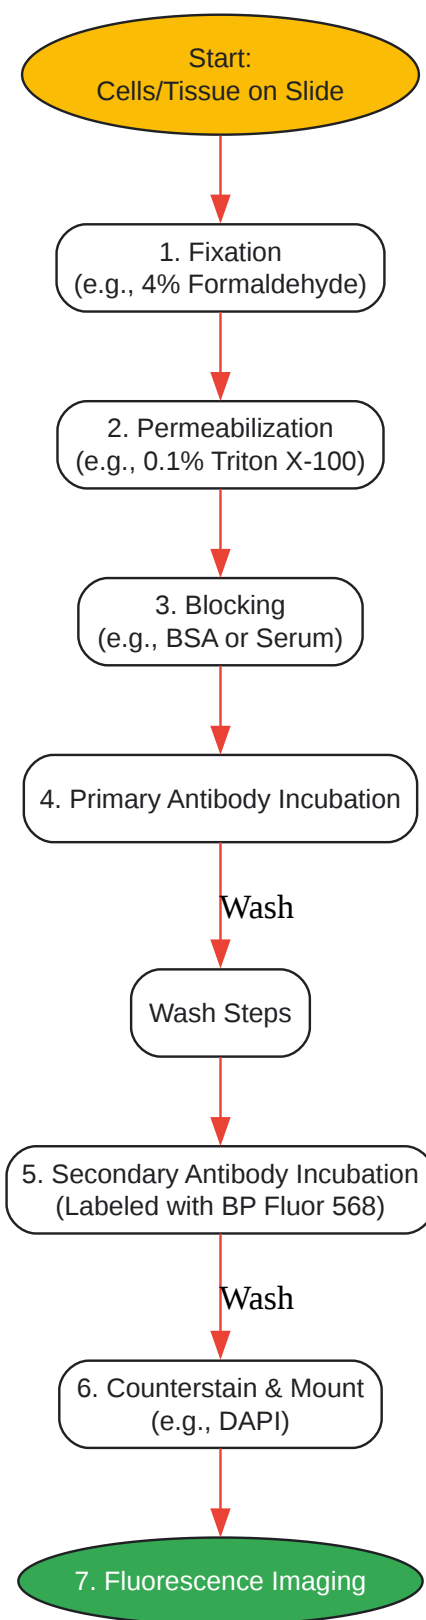 Start:
Cells/Tissue on Slide
1. Fixation
(e.g., 4% Formaldehyde)
2. Permeabilization
(e.g., 0.1% Triton X-100)
3. Blocking
(e.g., BSA or Serum)
4. Primary Antibody Incubation
Wash
Wash Steps
5. Secondary Antibody Incubation
(Labeled with BP Fluor 568)
Wash
6. Counterstain & Mount
(e.g., DAPI)
7. Fluorescence Imaging